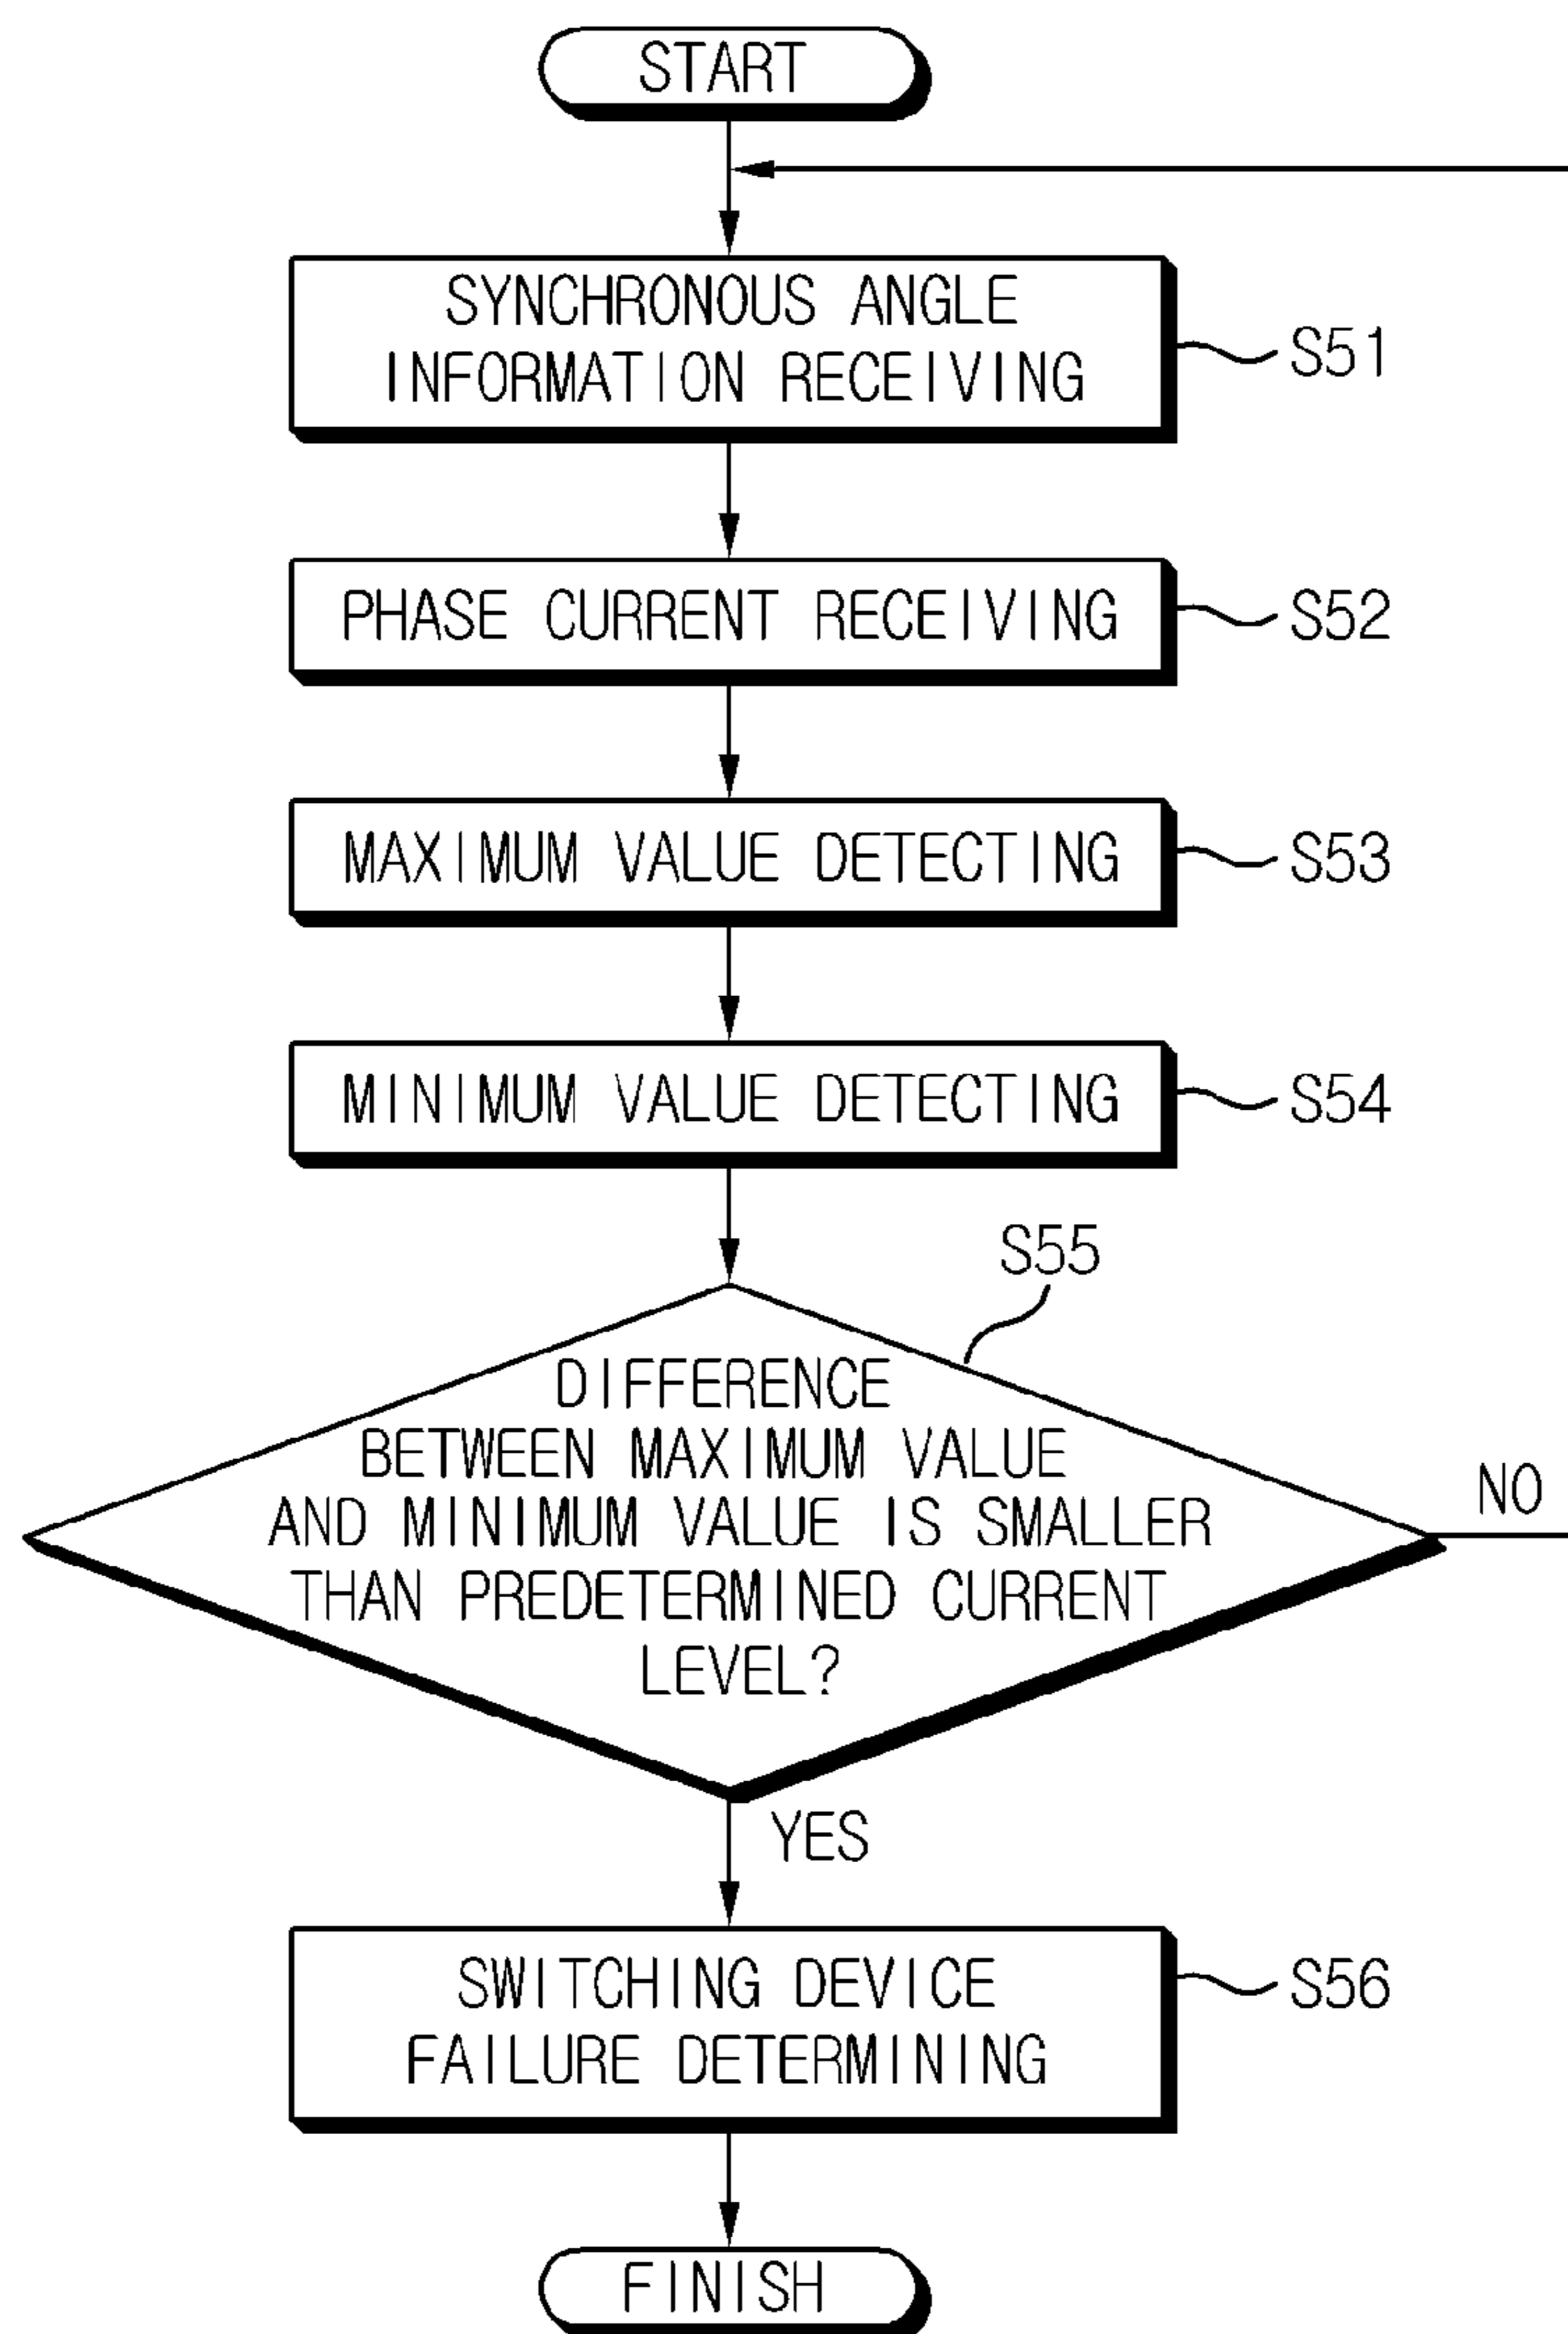 START
SYNCHRONOUS ANGLE
INFORMATION RECEIVING
S51
PHASE CURRENT RECEIVING
S52
MAXIMUM VALUE DETECTING
S53
MINIMUM VALUE DETECTING
S54
S55
DIFFERENCE
BETWEEN MAXIMUM VALUE
AND MINIMUM VALUE IS SMALLER
THAN PREDETERMINED CURRENT
LEVEL?
NO
YES
SWITCHING DEVICE
FAILURE DETERMINING
S56
FINISH